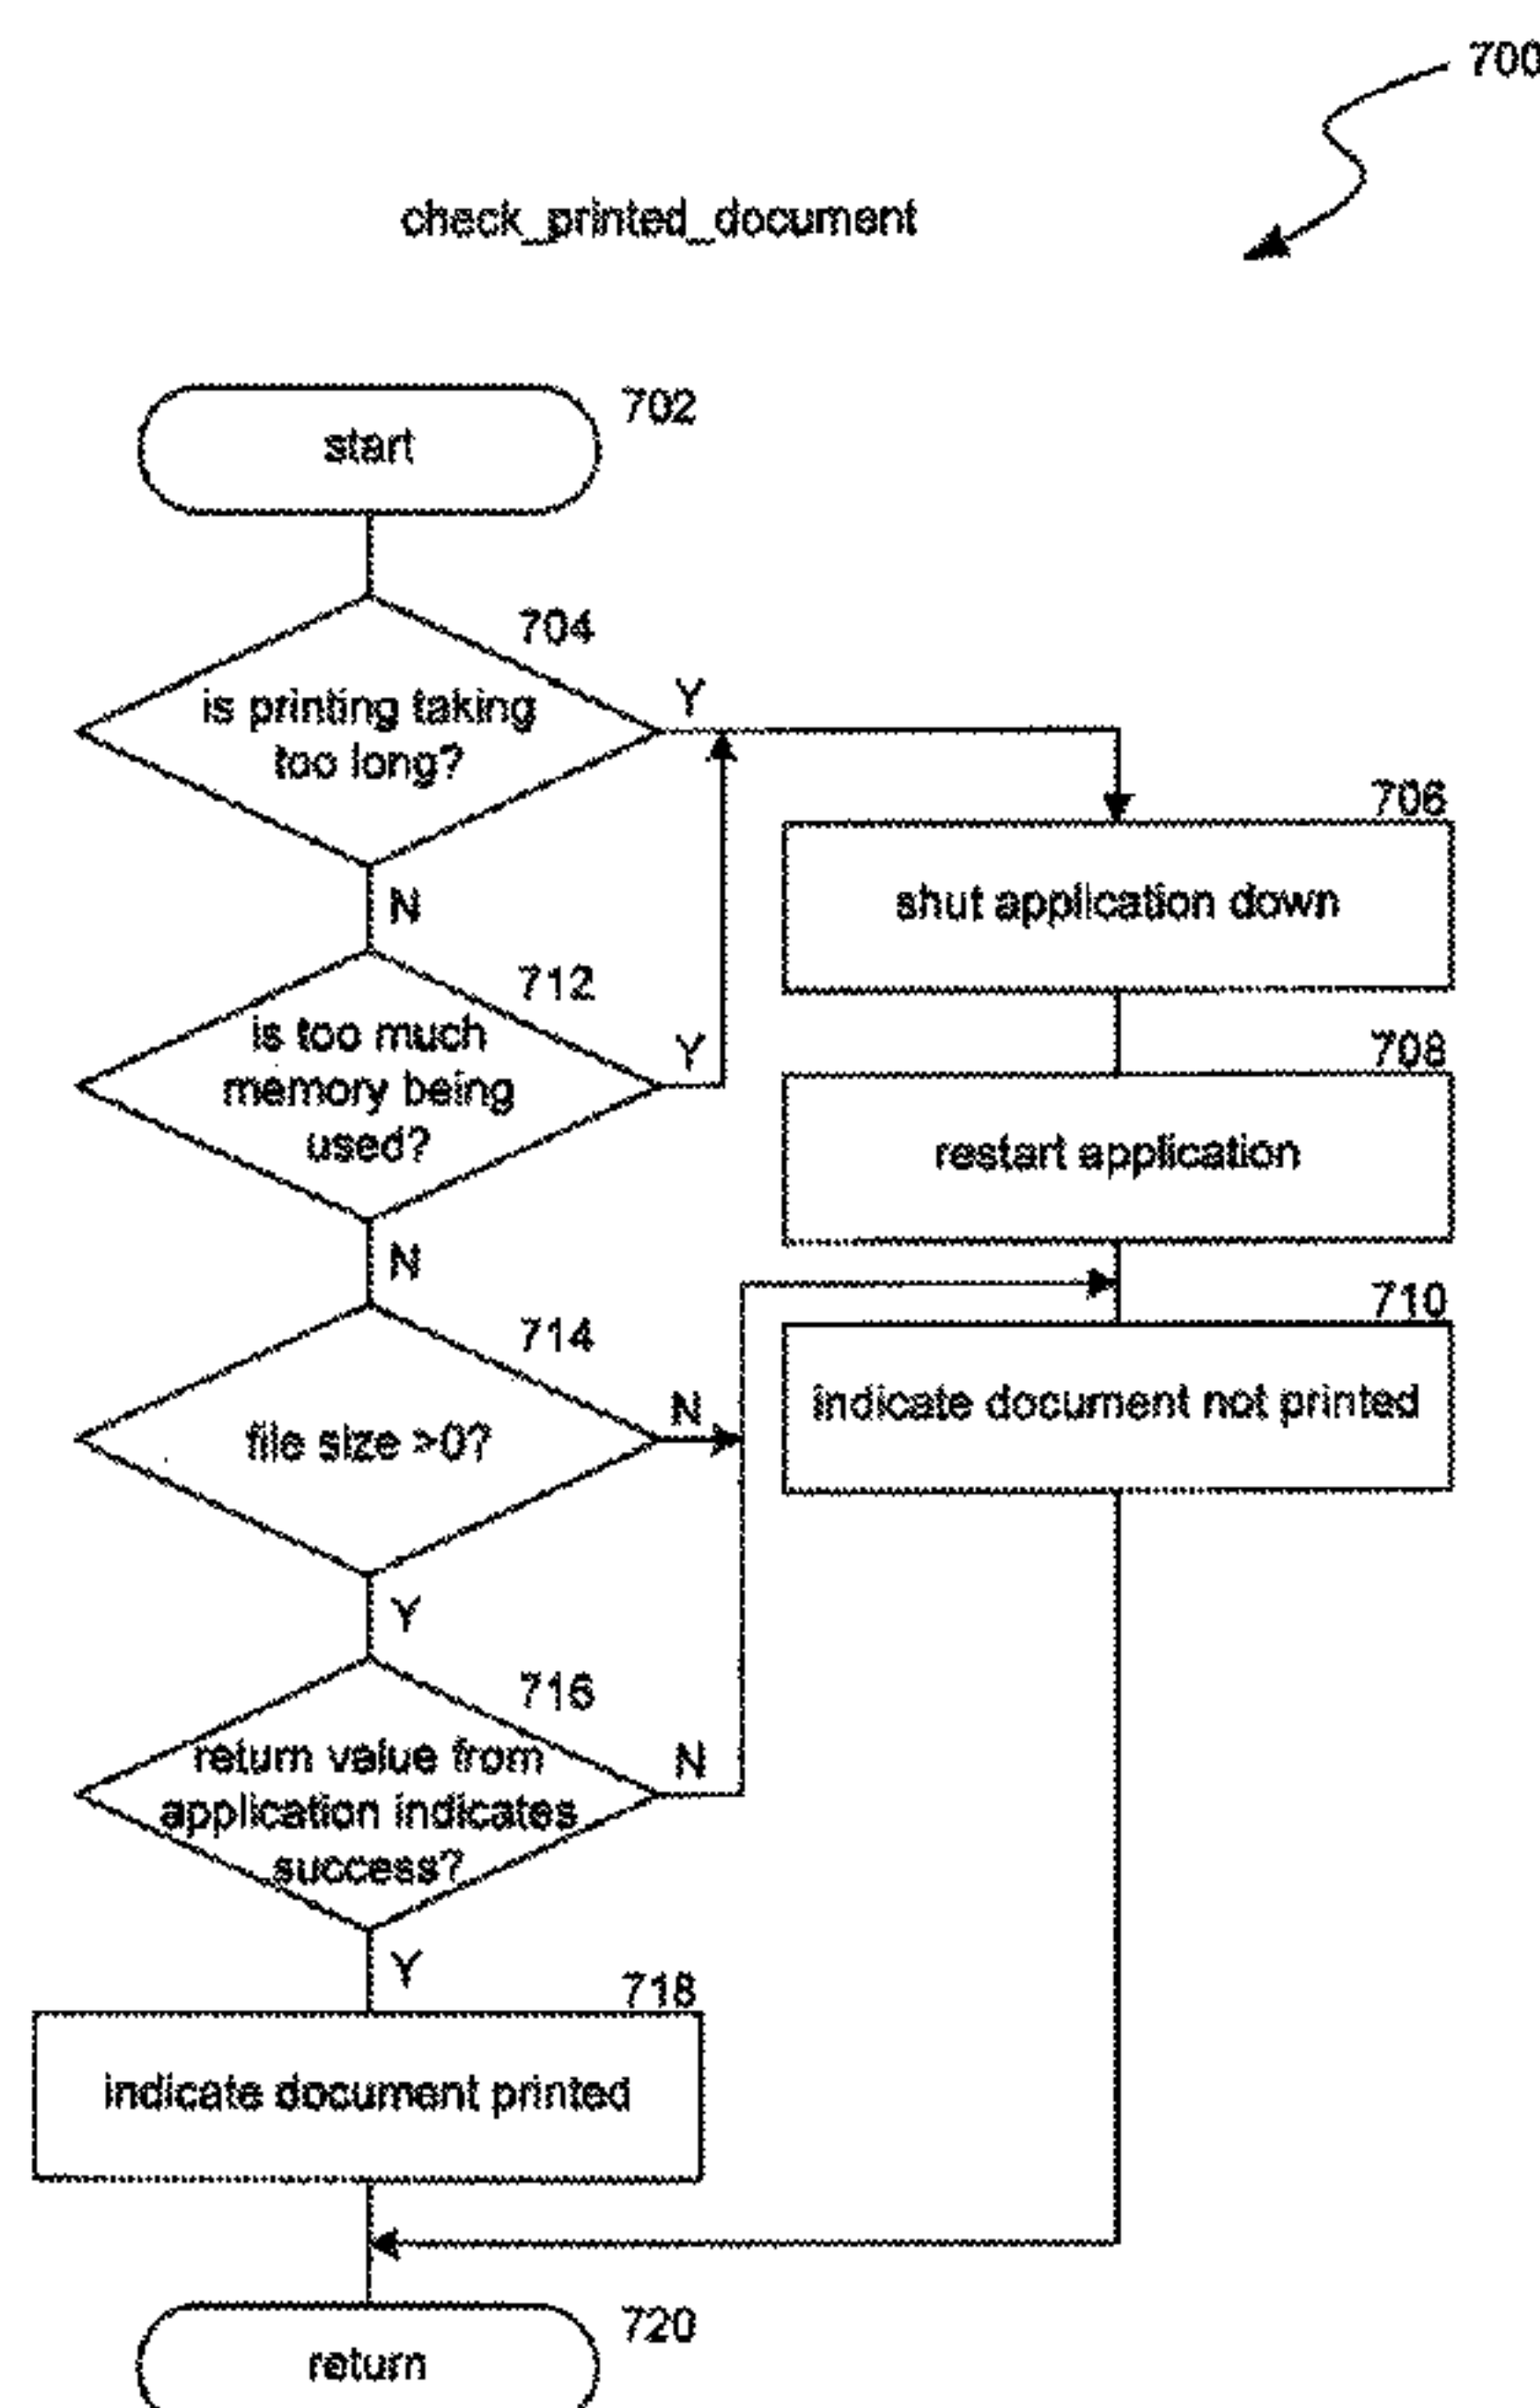 700
check_printed_document
702
start
704
is printing taking
too long?
Y
N
706
shut application down
712
is too much
memory being
used?
Y
N
708
restart application
710
indicate document not printed
714
file size >0?
N
Y
716
return value from
application indicates
success?
N
Y
718
indicate document printed
720
return